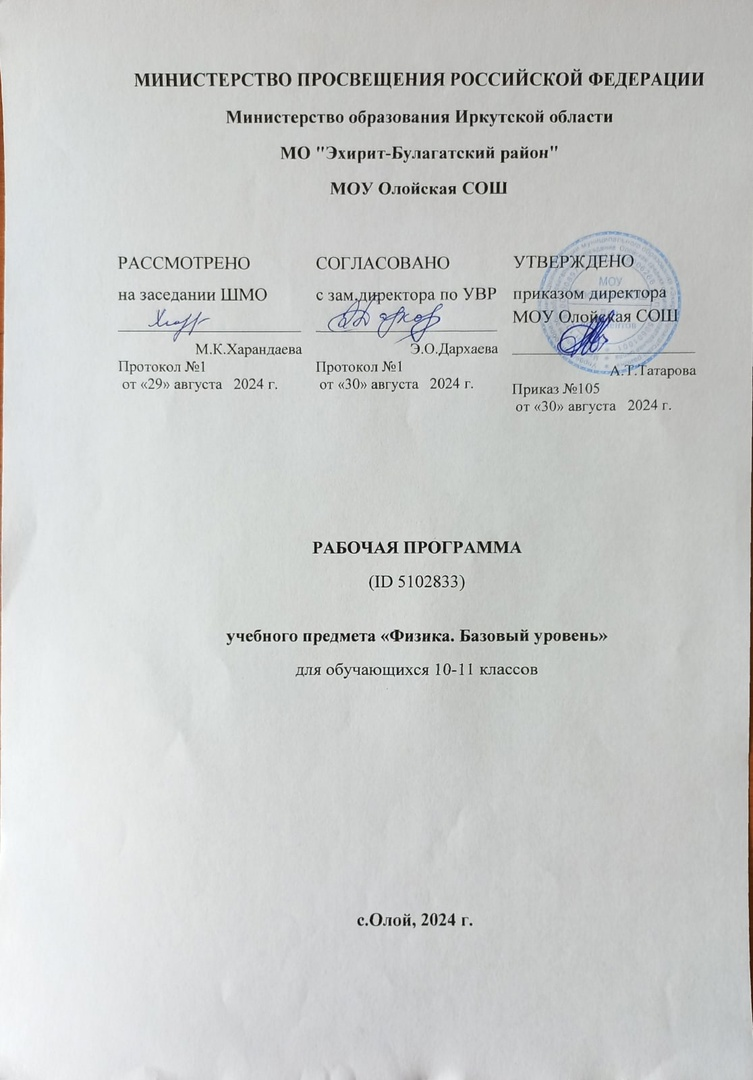 МИНИСТЕРСТВО ПРОСВЕЩЕНИЯ РОССИЙСКОЙ ФЕДЕРАЦИИ
Министерство образования Иркутской области
МО "Эхирит-Булагатский район"
МОУ Олойская СОШ
РАССМОТРЕНО
на заседании ШМО
М.К.Харандаева
Протокол №1
от «29» августа 2024 г.
СОГЛАСОВАНО
с зам.директора по УВР
Э.О.Дархаева
Протокол №1
от «30» августа 2024 г.
УТВЕРЖДЕНО
приказом директора
МОУ Олойская СОШ
А.Т.Татарова
Приказ №105
от «30» августа 2024 г.
МОУ
РАБОЧАЯ ПРОГРАММА
(ID 5102833)
учебного предмета «Физика. Базовый уровень»
для обучающихся 10-11 классов
с.Олой, 2024 г.